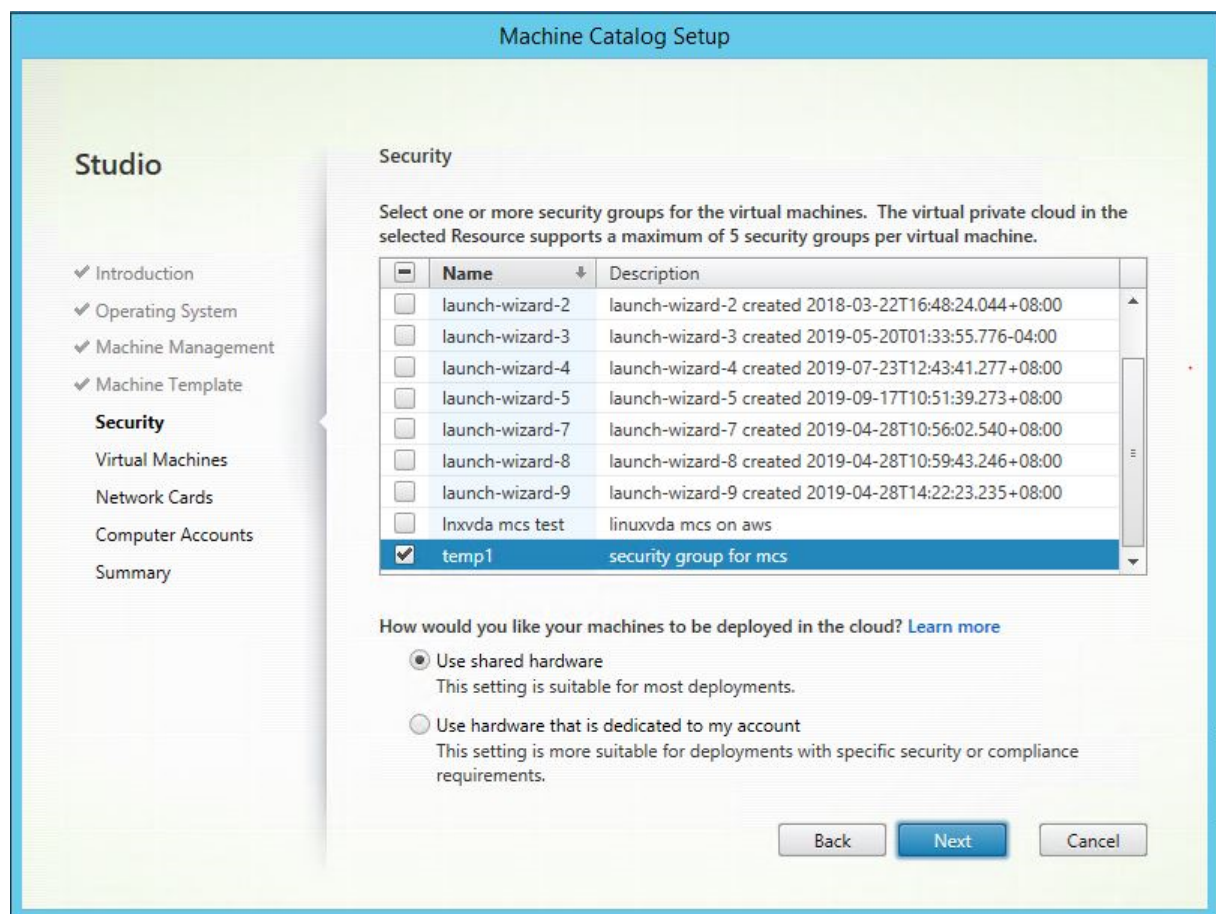 Machine Catalog Setup
Studio
✔ Introduction
✔ Operating System
✔ Machine Management
✔ Machine Template
Security
Virtual Machines
Network Cards
Computer Accounts
Summary
Security
Select one or more security groups for the virtual machines. The virtual private cloud in the
selected Resource supports a maximum of 5 security groups per virtual machine.
Name Description
launch-wizard-2 launch-wizard-2 created 2018-03-22T16:48:24.044+08:00
launch-wizard-3 launch-wizard-3 created 2019-05-20T01:33:55.776-04:00
launch-wizard-4 launch-wizard-4 created 2019-07-23T12:43:41.277+08:00
launch-wizard-5 launch-wizard-5 created 2019-09-17T10:51:39.273+08:00
launch-wizard-7 launch-wizard-7 created 2019-04-28T10:56:02.540+08:00
launch-wizard-8 launch-wizard-8 created 2019-04-28T10:59:43.246+08:00
launch-wizard-9 launch-wizard-9 created 2019-04-28T14:22:23.235+08:00
lnxvda mcs test linuxvda mcs on aws
temp1 security group for mcs
How would you like your machines to be deployed in the cloud? Learn more
Use shared hardware
This setting is suitable for most deployments.
Use hardware that is dedicated to my account
This setting is more suitable for deployments with specific security or compliance
requirements.
Back Next Cancel